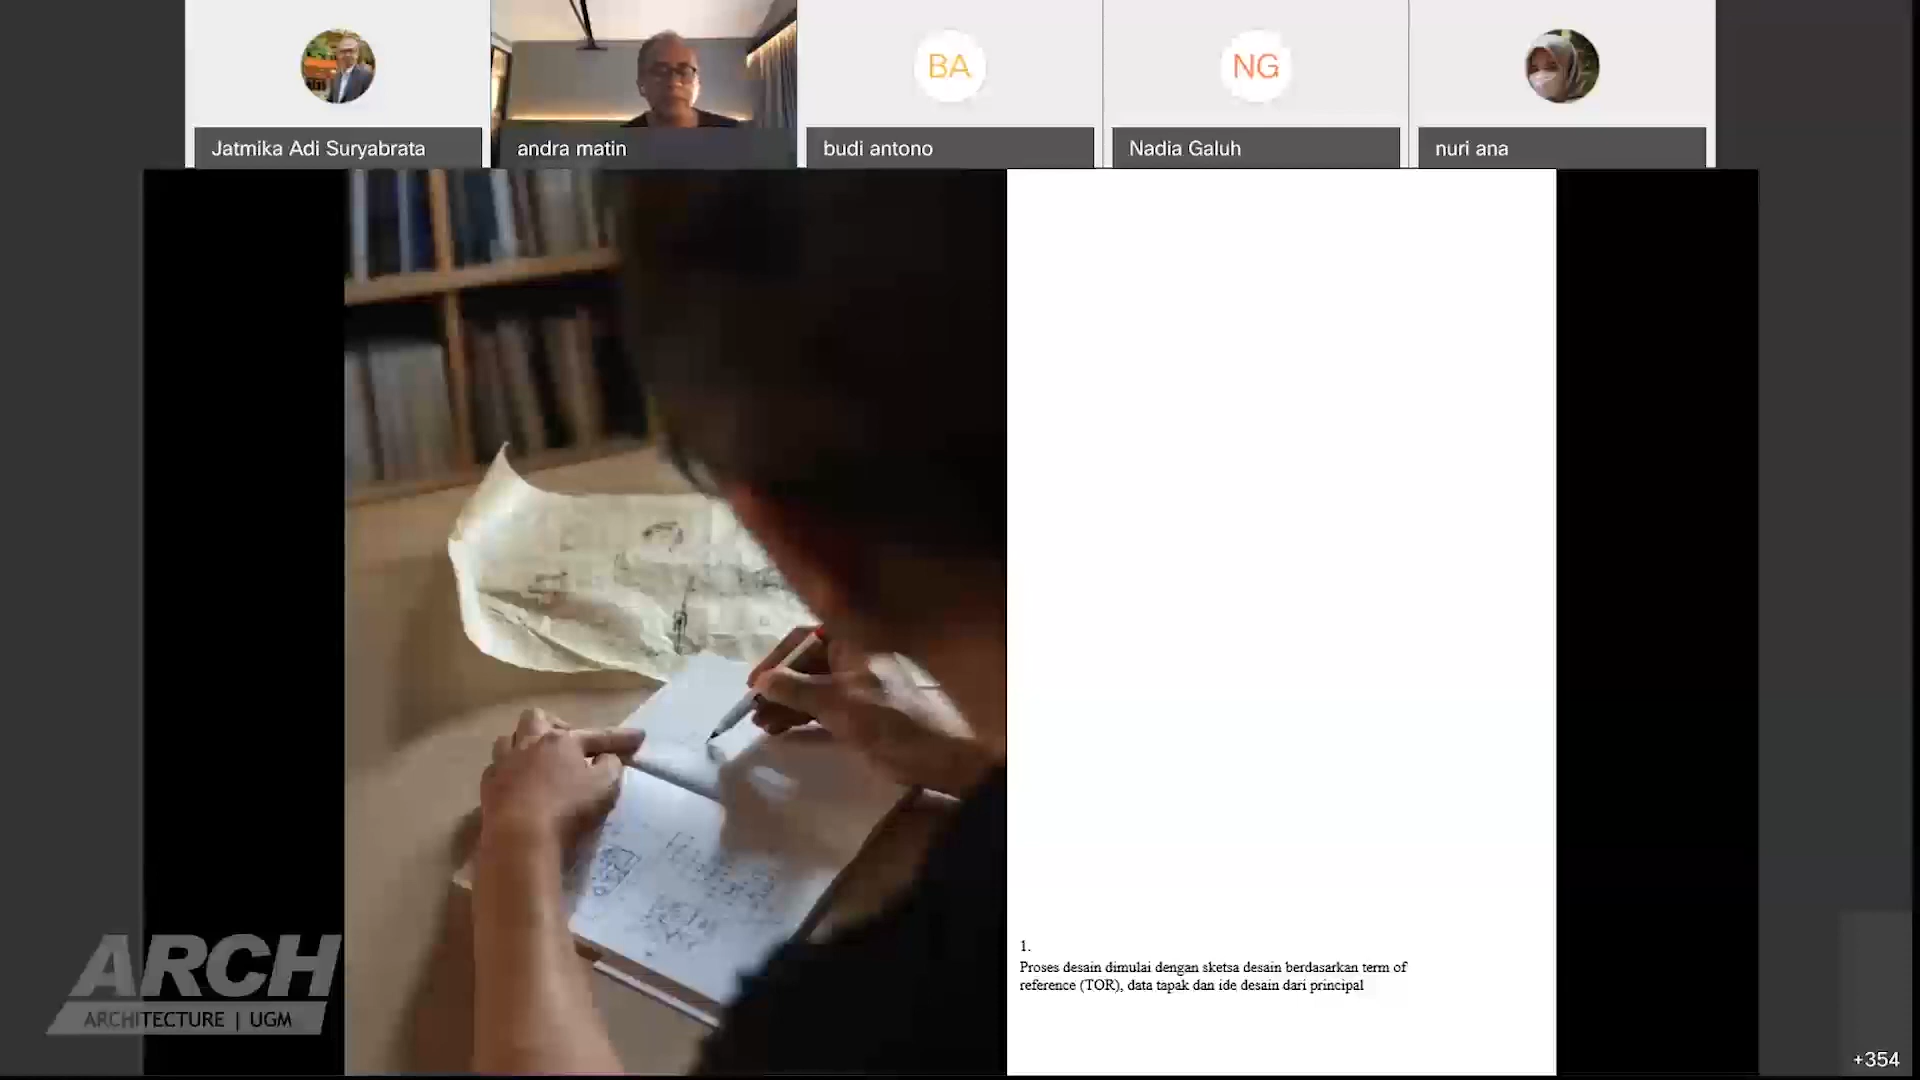 BA
NG
Jatmika Adi Suryabrata
andra matin
budi antono
Nadia Galuh
nuri ana
1.
Proses desain dimulai dengan sketsa desain berdasarkan term of
reference (TOR), data tapak dan ide desain dari principal
ARCH
ARCHITECTURE | UGM
+354